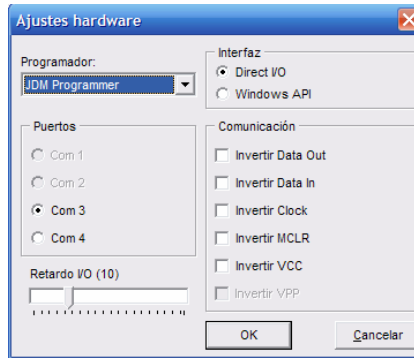 Ajustes hardware
Programador:
JDM Programmer
Interfaz
Direct I/O
Windows API
Puertos
Com 1
Com 2
Com 3
Com 4
Comunicación
Invertir Data Out
Invertir Data In
Invertir Clock
Invertir MCLR
Invertir VCC
Invertir VPP
Retardo I/O (10)
OK
Cancelar